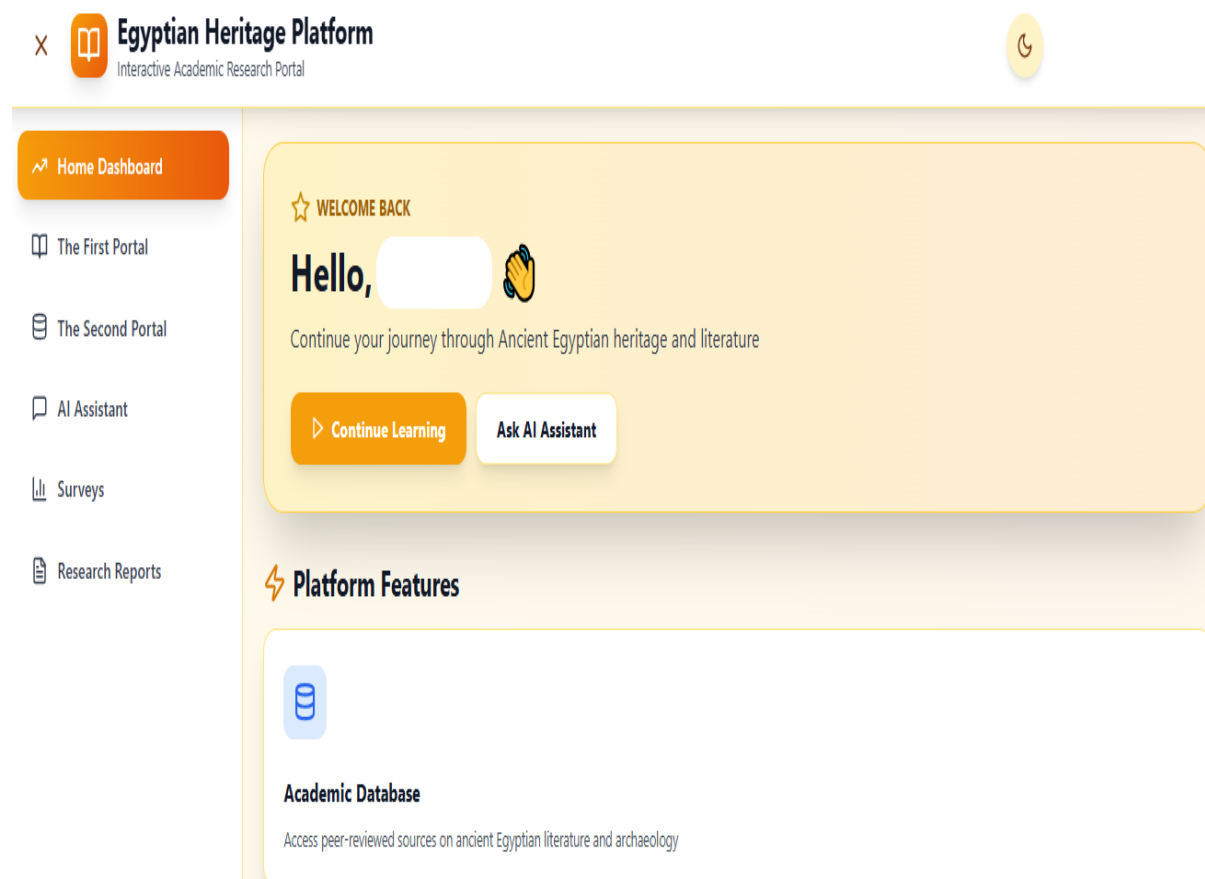 Egyptian Heritage Platform
Interactive Academic Research Portal
Home Dashboard
The First Portal
The Second Portal
AI Assistant
Surveys
Research Reports
WELCOME BACK
Hello,
Continue your journey through Ancient Egyptian heritage and literature
Continue Learning
Ask AI Assistant
Platform Features
Academic Database
Access peer-reviewed sources on ancient Egyptian literature and archaeology